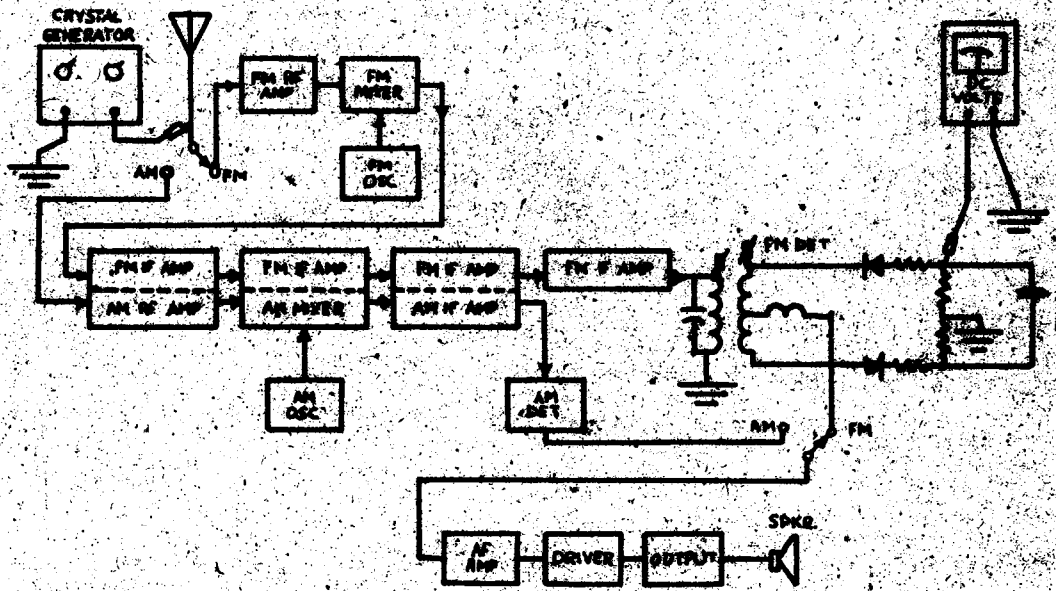 CRYSTAL
GENERATOR
FM RF
AMP
FM
MIXER
FM
OSC
AM
FM
DC
VOLTS
FM IF AMP
AM RF AMP
FM IF AMP
AM MIXER
FM IF AMP
AM IF AMP
FM IF AMP
FM DET
AM
OSC
AM
DET
AM
FM
AF
AMP
DRIVER
OUTPUT
SPKR